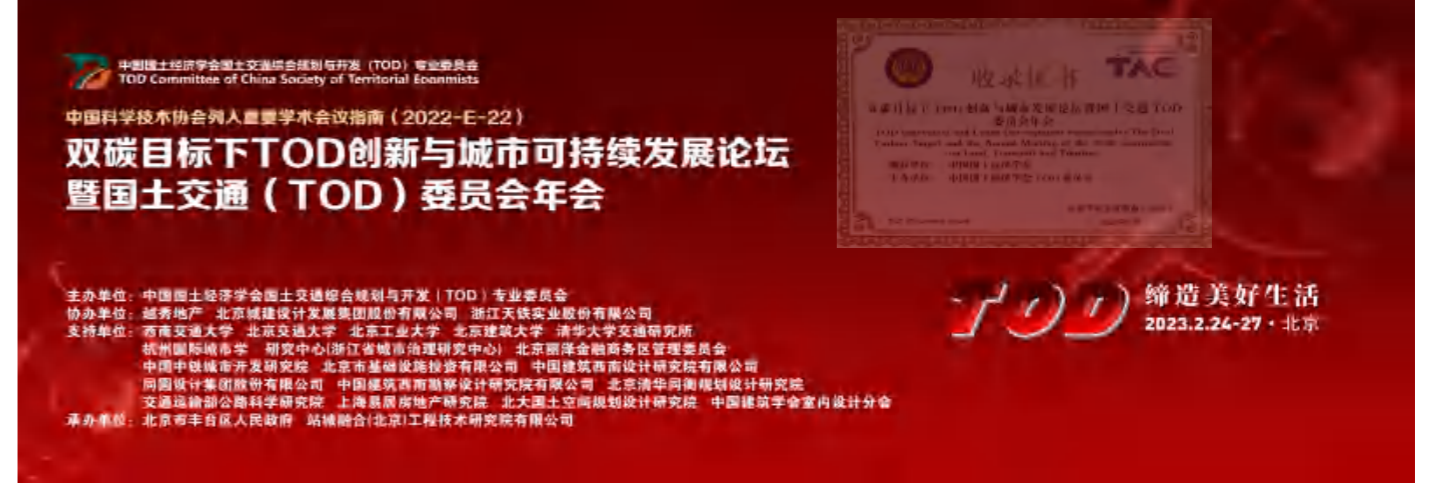 中国国土经济学会国土交通综合规划与开发（TOD）专业委员会
TOD Committee of China Society of Territorial Eoanmists
中国科学技术协会列入重要学术会议指南（2022-E-22）
双碳目标下TOD创新与城市可持续发展论坛
暨国土交通（TOD）委员会年会
收录证书
TAC
主办单位：中国国土经济学会国土交通综合规划与开发（TOD）专业委员会
协办单位：越秀地产 北京城建设计发展集团股份有限公司 浙江天铁实业股份有限公司
支持单位：西南交通大学 北京交通大学 北京工业大学 北京建筑大学 清华大学交通研究所
杭州国际城市学 研究中心(浙江省城市治理研究中心) 北京丽泽金融商务区管理委员会
中国中铁城市开发研究院 北京市基础设施投资有限公司 中国建筑西南设计研究院有限公司
同圆设计集团股份有限公司 中国建筑西南勘察设计研究院有限公司 北京清华同衡规划设计研究院
交通运输部公路科学研究院 上海易居房地产研究院 北大国土空间规划设计研究院 中国建筑学会室内设计分会
承办单位：北京市丰台区人民政府 站城融合(北京)工程技术研究院有限公司
TOD 缔造美好生活
2023.2.24-27·北京